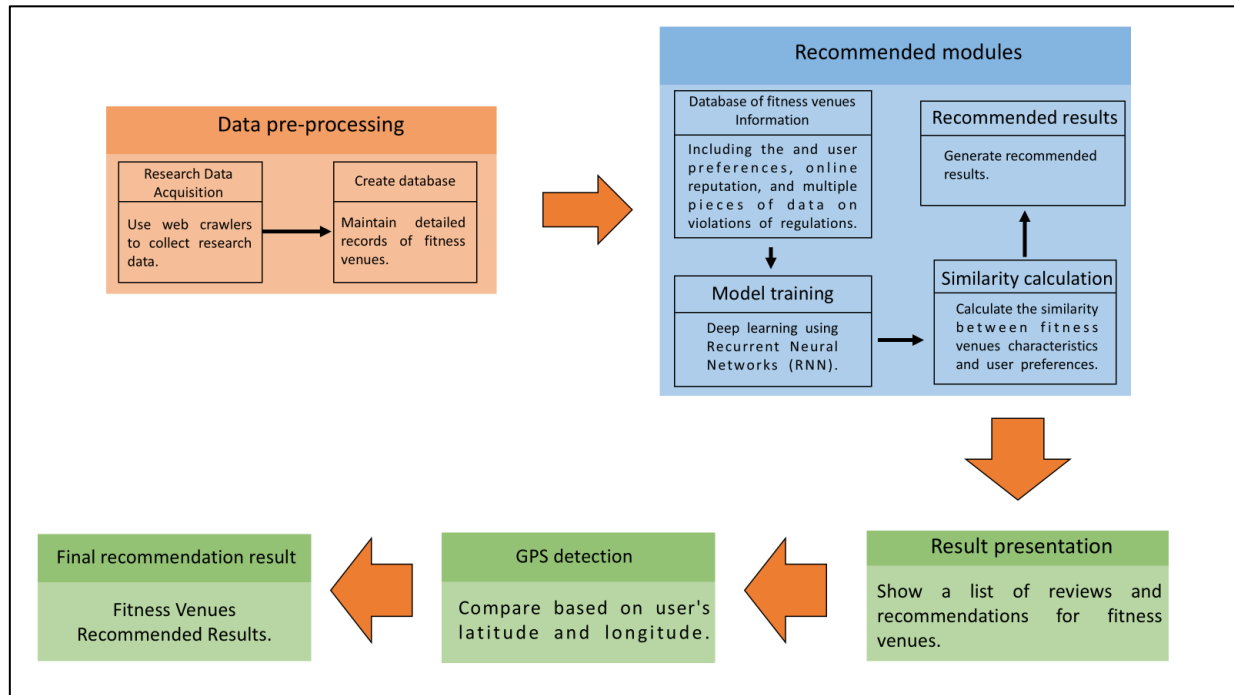 Data pre-processing
Research Data
Acquisition
Use web crawlers
to collect research
data.
Create database
Maintain detailed
records of fitness
venues.
Recommended modules
Database of fitness venues
Information
Including the and user
preferences, online
reputation, and multiple
pieces of data on
violations of regulations.
Model training
Deep learning using
Recurrent Neural
Networks (RNN).
Similarity calculation
Calculate the similarity
between fitness
venues characteristics
and user preferences.
Recommended results
Generate recommended
results.
Result presentation
Show a list of reviews and
recommendations for fitness
venues.
GPS detection
Compare based on user's
latitude and longitude.
Final recommendation result
Fitness Venues
Recommended Results.